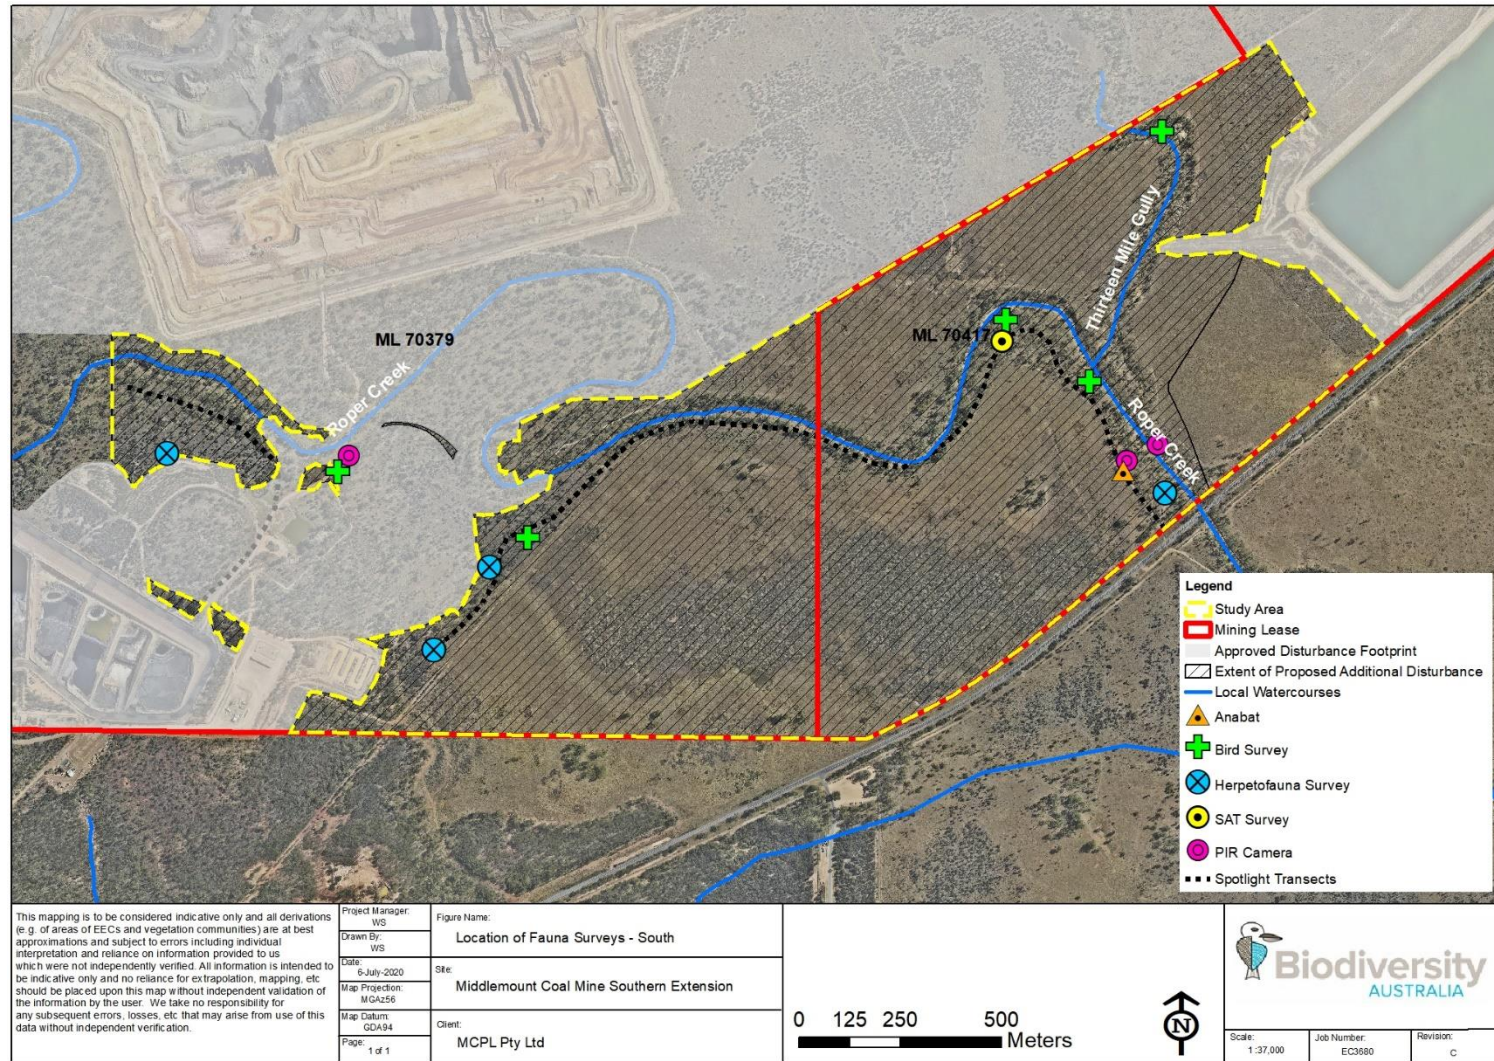 ML 70379
Roper Creek
ML 70417
Thirteen Mile Gully
Roper Creek
Legend
Study Area
Mining Lease
Approved Disturbance Footprint
Extent of Proposed Additional Disturbance
Local Watercourses
Anabat
Bird Survey
Herpetofauna Survey
SAT Survey
PIR Camera
Spotlight Transects
This mapping is to be considered indicative only and all derivations
(e.g. of areas of EECs and vegetation communities) are at best
approximations and subject to errors including individual
interpretation and reliance on information provided to us
which were not independently verified. All information is intended to
be indicative only and no reliance for extrapolation, mapping, etc
should be placed upon this map without independent validation of
the information by the user. We take no responsibility for
any subsequent errors, losses, etc that may arise from use of this
data without independent verification.
Project Manager:
WS
Drawn By:
WS
Date:
6-July-2020
Map Projection:
MGAz56
Map Datum:
GDA94
Page:
1 of 1
Figure Name:
Location of Fauna Surveys - South
Site:
Middlemount Coal Mine Southern Extension
Client:
MCPL Pty Ltd
0 125 250 500
Meters
N
Biodiversity
AUSTRALIA
Scale:
1:37,000
Job Number:
EC3680
Revision:
C